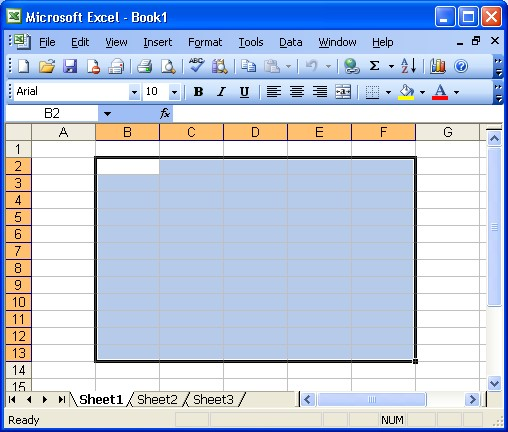 Microsoft Excel - Book1
File Edit View Insert Format Tools Data Window Help
ABC Σ A Z
Arial 10 B I U A
B2 fx
A B C D E F G
1
2
3
4
5
6
7
8
9
10
11
12
13
14
15
Sheet1 Sheet2 Sheet3
Ready NUM